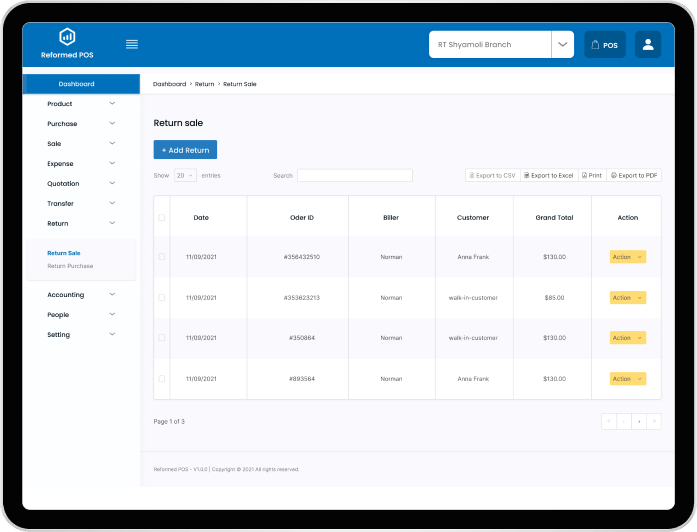 Reformed POS
RT Shyamoli Branch
POS
Dashboard
Product
Purchase
Sale
Expense
Quotation
Transfer
Return
Return Sale
Return Purchase
Accounting
People
Setting
Dashboard > Return > Return Sale
Return sale
+ Add Return
Show 20 entries
Search
Export to CSV Export to Excel Print Export to PDF
Date Oder ID Biller Customer Grand Total Action
11/09/2021 #356432510 Norman Anna Frank $130.00 Action
11/09/2021 #353623213 Norman walk-in-customer $85.00 Action
11/09/2021 #350864 Norman walk-in-customer $130.00 Action
11/09/2021 #893564 Norman Anna Frank $130.00 Action
Page 1 of 3
Reformed POS - V1.0.0 | Copyright © 2021 All rights reserved.